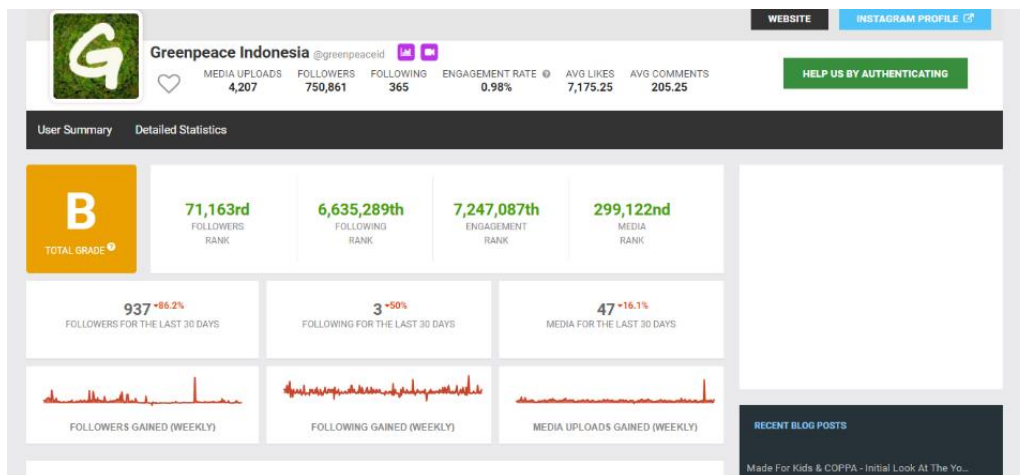 WEBSITE
INSTAGRAM PROFILE
G
Greenpeace Indonesia @greenpeaceid
MEDIA UPLOADS FOLLOWERS FOLLOWING ENGAGEMENT RATE AVG LIKES AVG COMMENTS
4,207 750,861 365 0.98% 7,175.25 205.25
HELP US BY AUTHENTICATING
User Summary Detailed Statistics
B
TOTAL GRADE
71,163rd
FOLLOWERS
RANK
6,635,289th
FOLLOWING
RANK
7,247,087th
ENGAGEMENT
RANK
299,122nd
MEDIA
RANK
937 -86.2%
FOLLOWERS FOR THE LAST 30 DAYS
3 -50%
FOLLOWING FOR THE LAST 30 DAYS
47 -16.1%
MEDIA FOR THE LAST 30 DAYS
FOLLOWERS GAINED (WEEKLY)
FOLLOWING GAINED (WEEKLY)
MEDIA UPLOADS GAINED (WEEKLY)
RECENT BLOG POSTS
Made For Kids & COPPA - Initial Look At The Yo...